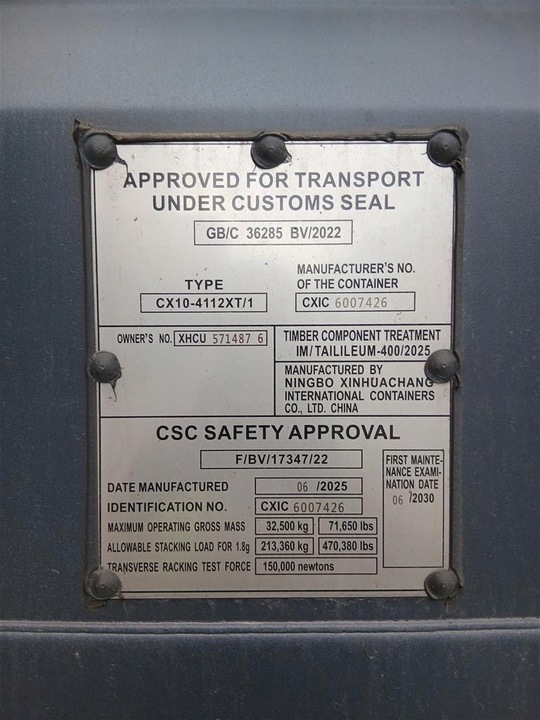 APPROVED FOR TRANSPORT
UNDER CUSTOMS SEAL
GB/C 36285 BV/2022
TYPE
CX10-4112XT/1
MANUFACTURER'S NO.
OF THE CONTAINER
CXIC 6007426
OWNER'S NO. XHCU 571487 6
TIMBER COMPONENT TREATMENT
IM/TAILILEUM-400/2025
MANUFACTURED BY
NINGBO XINHUACHANG
INTERNATIONAL CONTAINERS
CO., LTD. CHINA
CSC SAFETY APPROVAL
F/BV/17347/22
DATE MANUFACTURED 06 /2025
IDENTIFICATION NO. CXIC 6007426
MAXIMUM OPERATING GROSS MASS 32,500 kg 71,650 lbs
ALLOWABLE STACKING LOAD FOR 1.8g 213,360 kg 470,380 lbs
TRANSVERSE RACKING TEST FORCE 150,000 newtons
FIRST MAINTE-
NANCE EXAMI-
NATION DATE
06 /2030